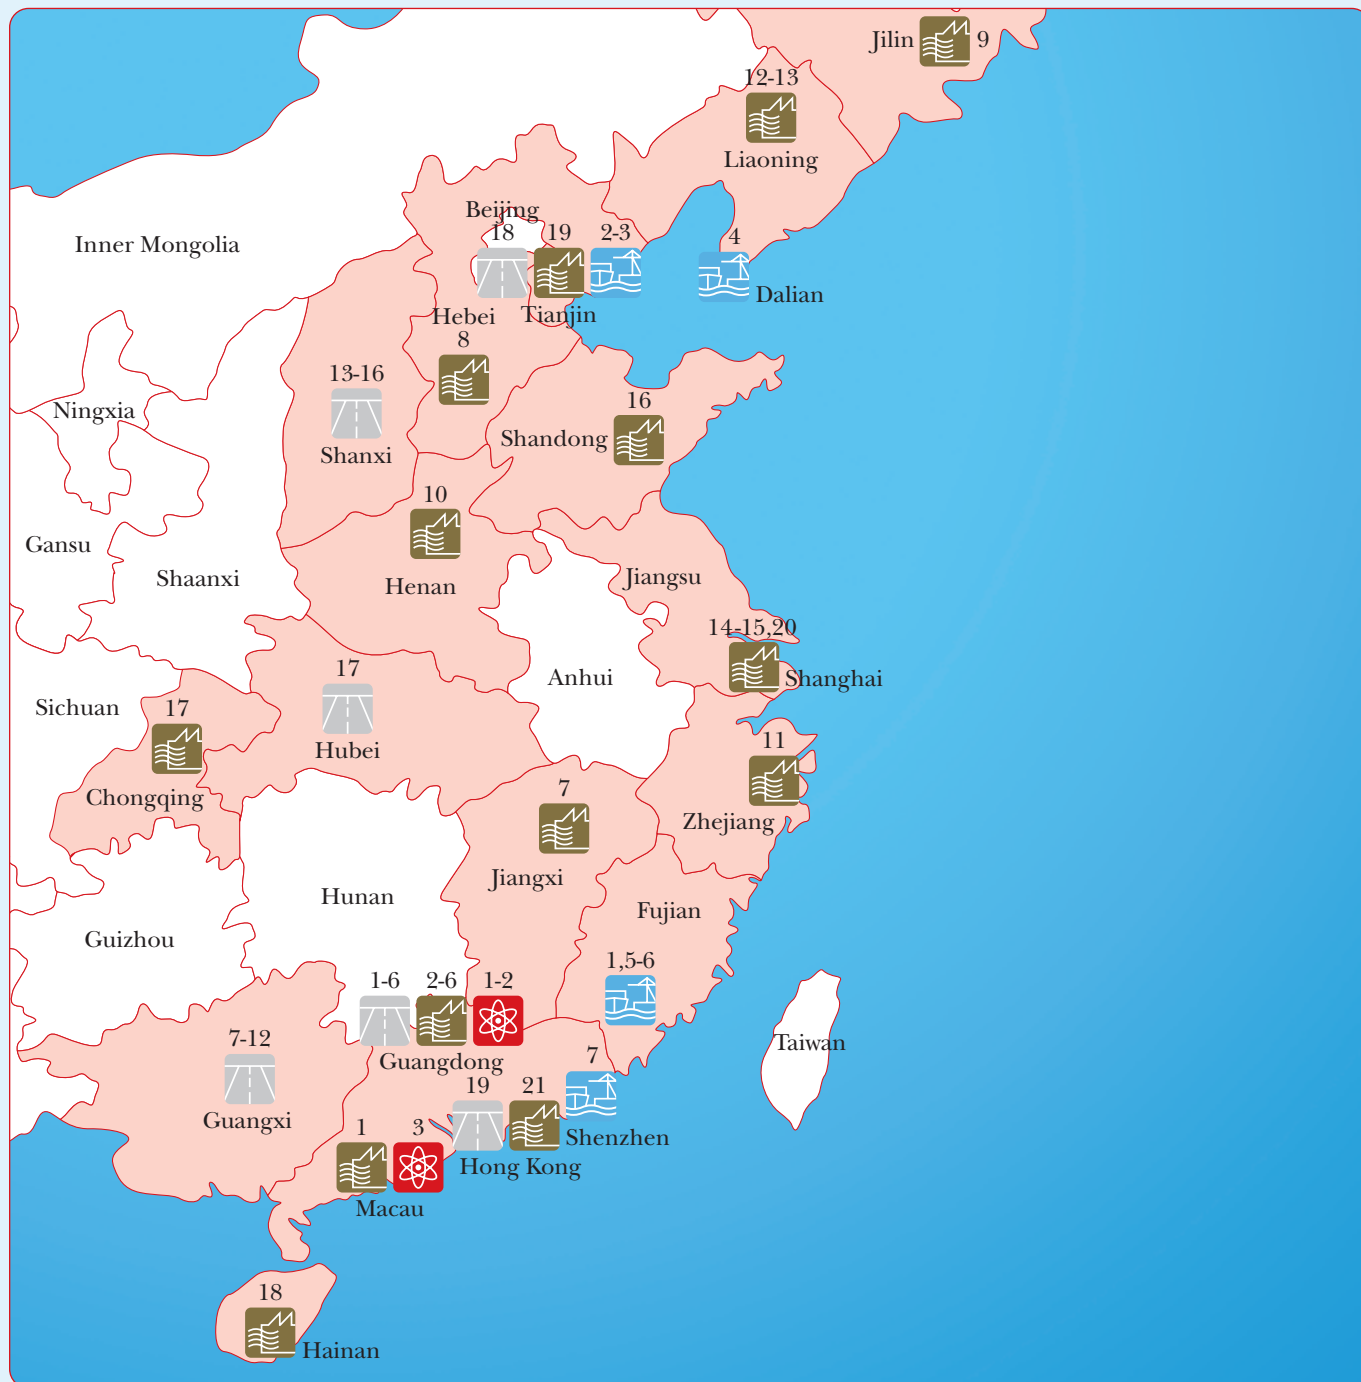 Jilin 9
12-13
Liaoning
Beijing
Inner Mongolia
18 19 2-3 4
Dalian
Hebei Tianjin
8
13-16
Ningxia
16
Shandong
Shanxi
10
Gansu
Shaanxi
Henan
Jiangsu
14-15,20
17
Anhui
Shanghai
Sichuan
17
Hubei
11
Chongqing
7
Zhejiang
Jiangxi
Hunan
Fujian
Guizhou
1-6 2-6 1-2 1,5-6
7-12
Taiwan
Guangdong
7
19 21
Guangxi
1 3
Shenzhen
Hong Kong
Macau
18
Hainan